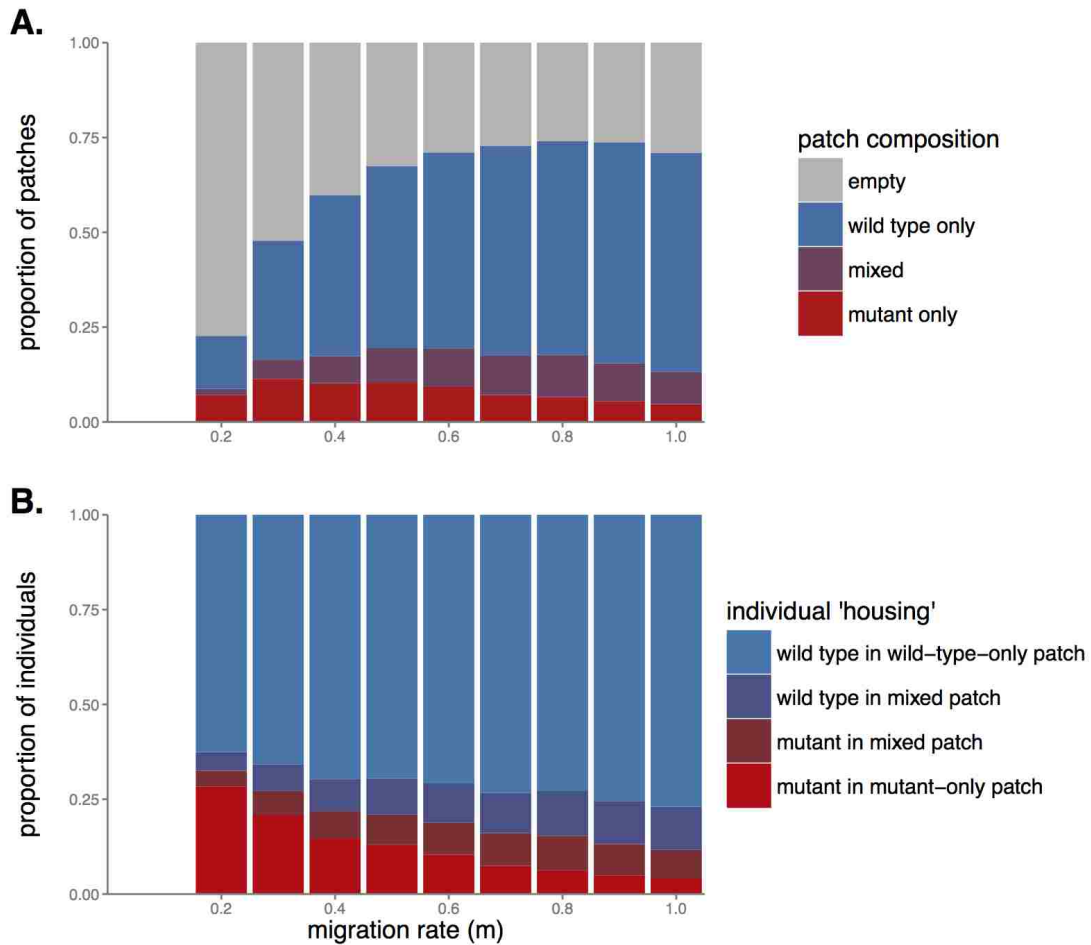 A.
1.00
0.75
0.50
0.25
0.00
proportion of patches
0.2 0.4 0.6 0.8 1.0
patch composition
empty
wild type only
mixed
mutant only
B.
1.00
0.75
0.50
0.25
0.00
proportion of individuals
0.2 0.4 0.6 0.8 1.0
migration rate (m)
individual 'housing'
wild type in wild−type−only patch
wild type in mixed patch
mutant in mixed patch
mutant in mutant−only patch